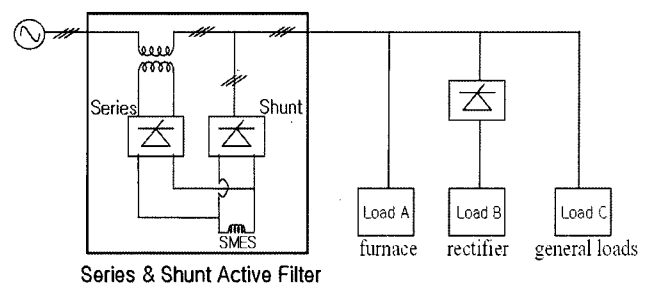 Series
Shunt
SMES
Series & Shunt Active Filter
Load A
furnace
Load B
rectifier
Load C
general loads